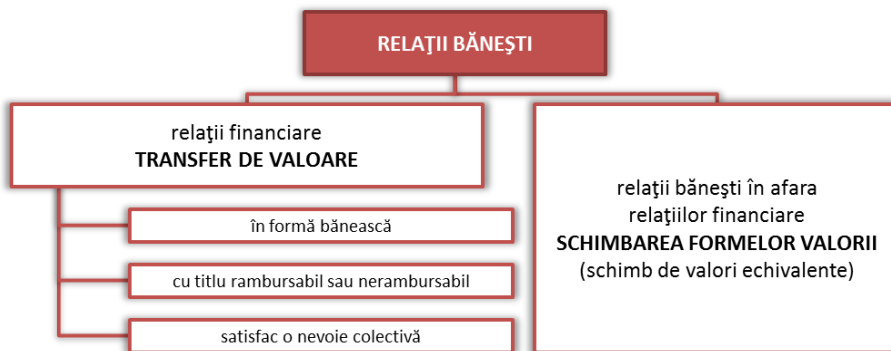 RELAŢII BĂNEŞTI
relaţii financiare
TRANSFER DE VALOARE
în formă bănească
cu titlu rambursabil sau nerambursabil
satisfac o nevoie colectivă
relaţii băneşti în afara
relaţiilor financiare
SCHIMBAREA FORMELOR VALORII
(schimb de valori echivalente)